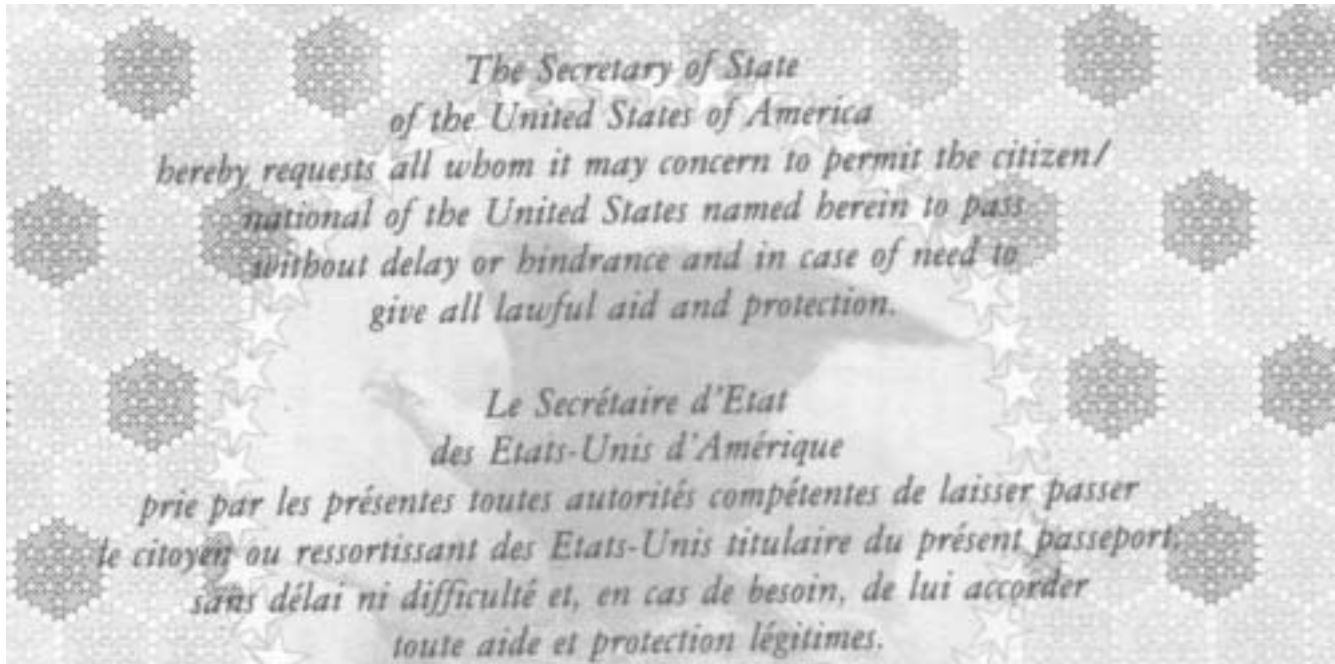 The Secretary of State
of the United States of America
hereby requests all whom it may concern to permit the citizen/
national of the United States named herein to pass
without delay or hindrance and in case of need to
give all lawful aid and protection.
Le Secrétaire d'Etat
des Etats-Unis d'Amérique
prie par les présentes toutes autorités compétentes de laisser passer
le citoyen ou ressortissant des Etats-Unis titulaire du présent passeport,
sans délai ni difficulté et, en cas de besoin, de lui accorder
toute aide et protection légitimes.